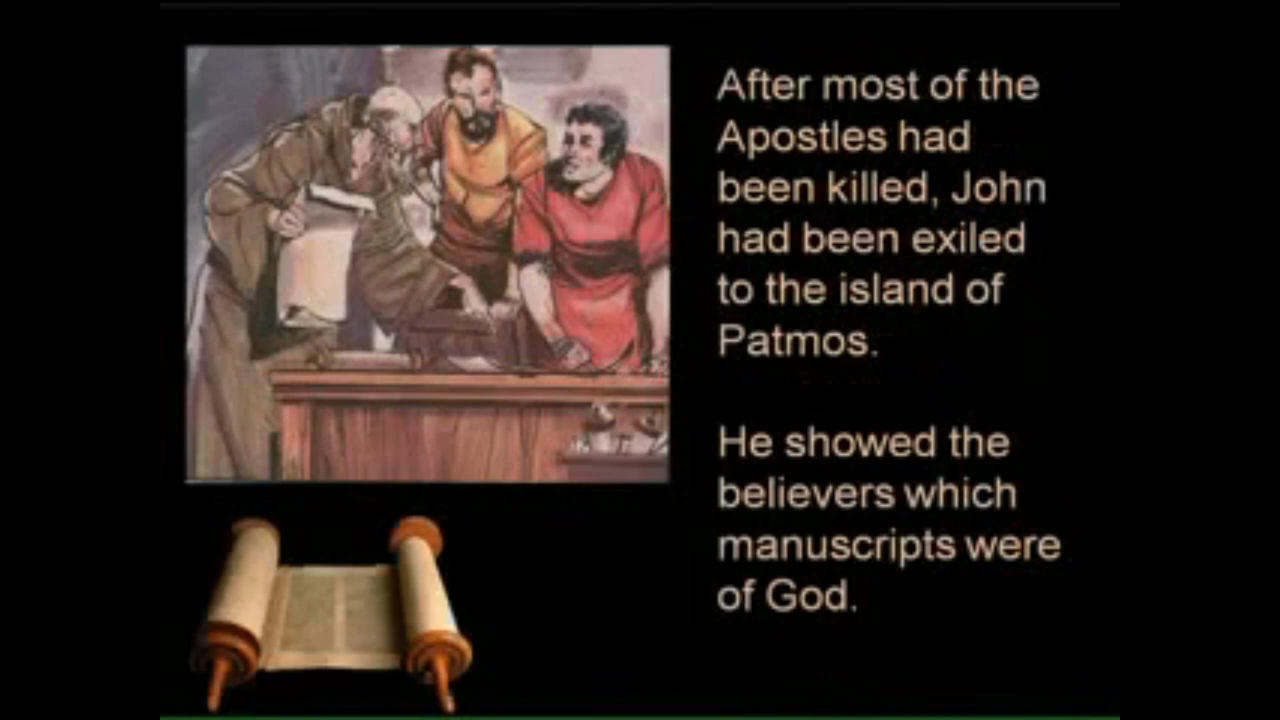 After most of the
Apostles had
been killed, John
had been exiled
to the island of
Patmos.
He showed the
believers which
manuscripts were
of God.